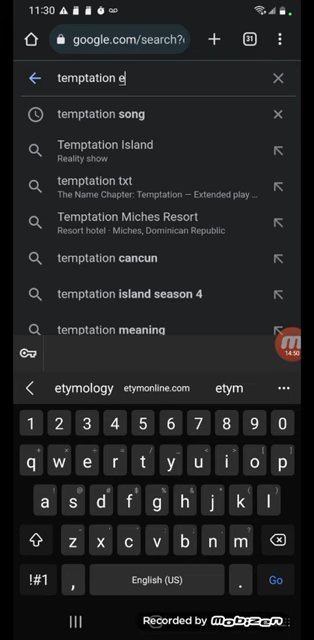 11:30
google.com/search?
31
temptation e
temptation song
Temptation Island
Reality show
temptation txt
The Name Chapter: Temptation — Extended play ...
Temptation Miches Resort
Resort hotel · Miches, Dominican Republic
temptation cancun
temptation island season 4
temptation meaning
14:50
etymology etymonline.com etym
1 2 3 4 5 6 7 8 9 0
q w e r t y u i o p
a s d f g h j k l
z x c v b n m
!#1 , English (US) . Go
Recorded by mobizen